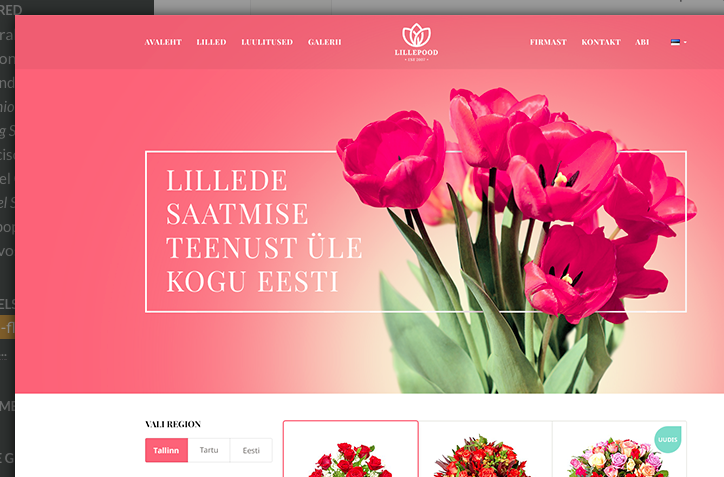 AVALEHT LILLED LUULITUSED GALERII
LILLEPOOD
FIRMAST KONTAKT ABI
LILLEDE
SAATMISE
TEENUST ÜLE
KOGU EESTI
VALI REGION
Tallinn Tartu Eesti
UUDIS